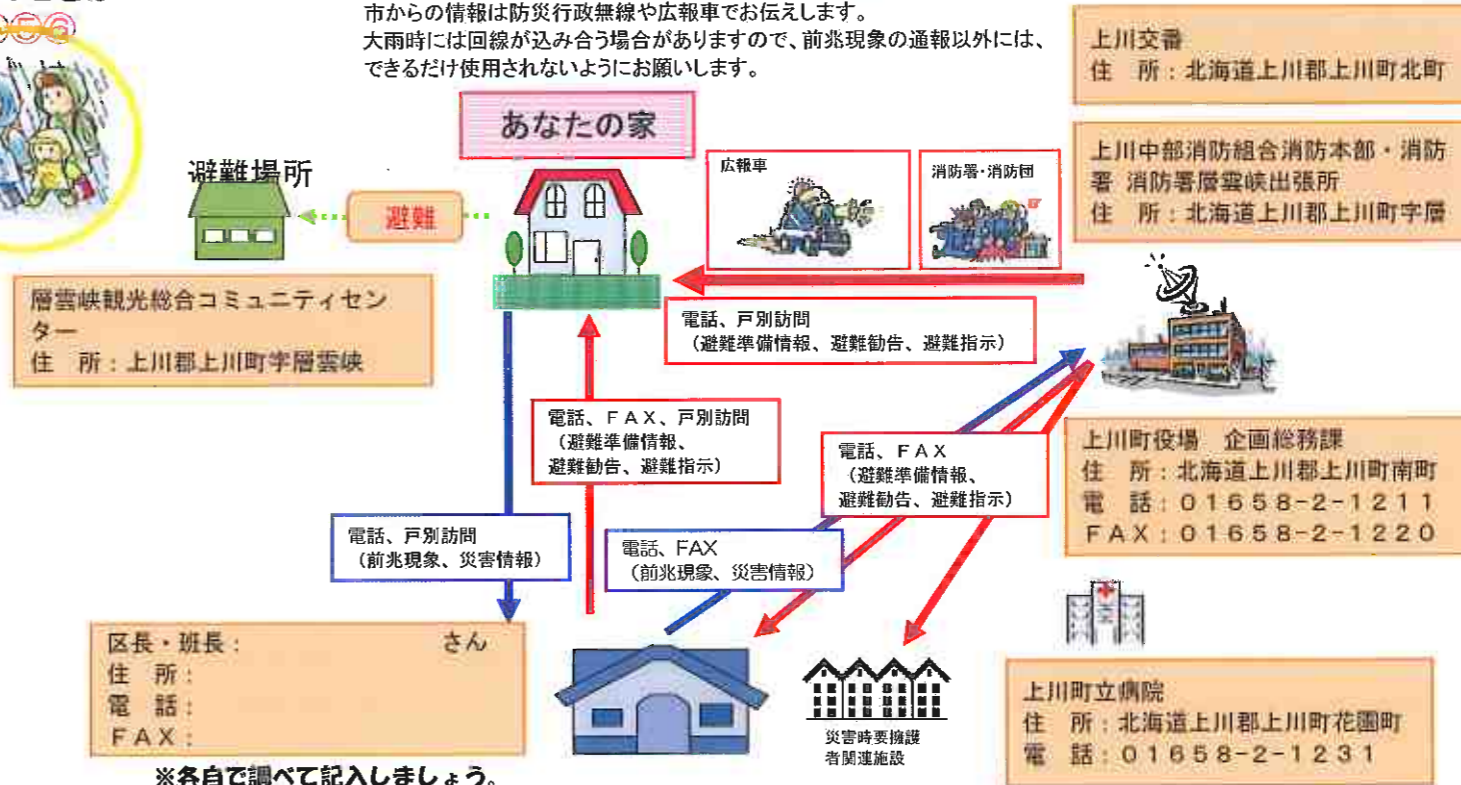 市からの情報は防災行政無線や広報車でお伝えします。
大雨時には回線が込み合う場合がありますので、前兆現象の通報以外には、
できるだけ使用されないようにお願いします。
上川交番
住 所：北海道上川郡上川町北町
あなたの家
上川中部消防組合消防本部・消防
署 消防署層雲峡出張所
住 所：北海道上川郡上川町字層
広報車
消防署・消防団
避難場所
避難
層雲峡観光総合コミュニティセン
ター
住 所：上川郡上川町字層雲峡
電話、戸別訪問
（避難準備情報、避難勧告、避難指示）
電話、ＦＡＸ、戸別訪問
（避難準備情報、
避難勧告、避難指示）
電話、ＦＡＸ
（避難準備情報、
避難勧告、避難指示）
上川町役場 企画総務課
住 所：北海道上川郡上川町南町
電 話：０１６５８－２－１２１１
ＦＡＸ：０１６５８－２－１２２０
電話、戸別訪問
（前兆現象、災害情報）
電話、FAX
（前兆現象、災害情報）
区長・班長： さん
住 所：
電 話：
ＦＡＸ：
※各自で調べて記入しましょう。
災害時要擁護
者関連施設
上川町立病院
住 所：北海道上川郡上川町花園町
電 話：０１６５８－２－１２３１